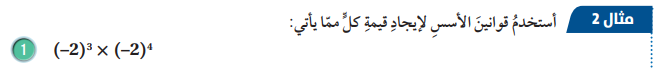 مثال 2
أستخدمُ قوانينَ الأسسِ لإيجادِ قيمةِ كلٍّ ممّا يأتي:
1 (−2)³ × (−2)⁴